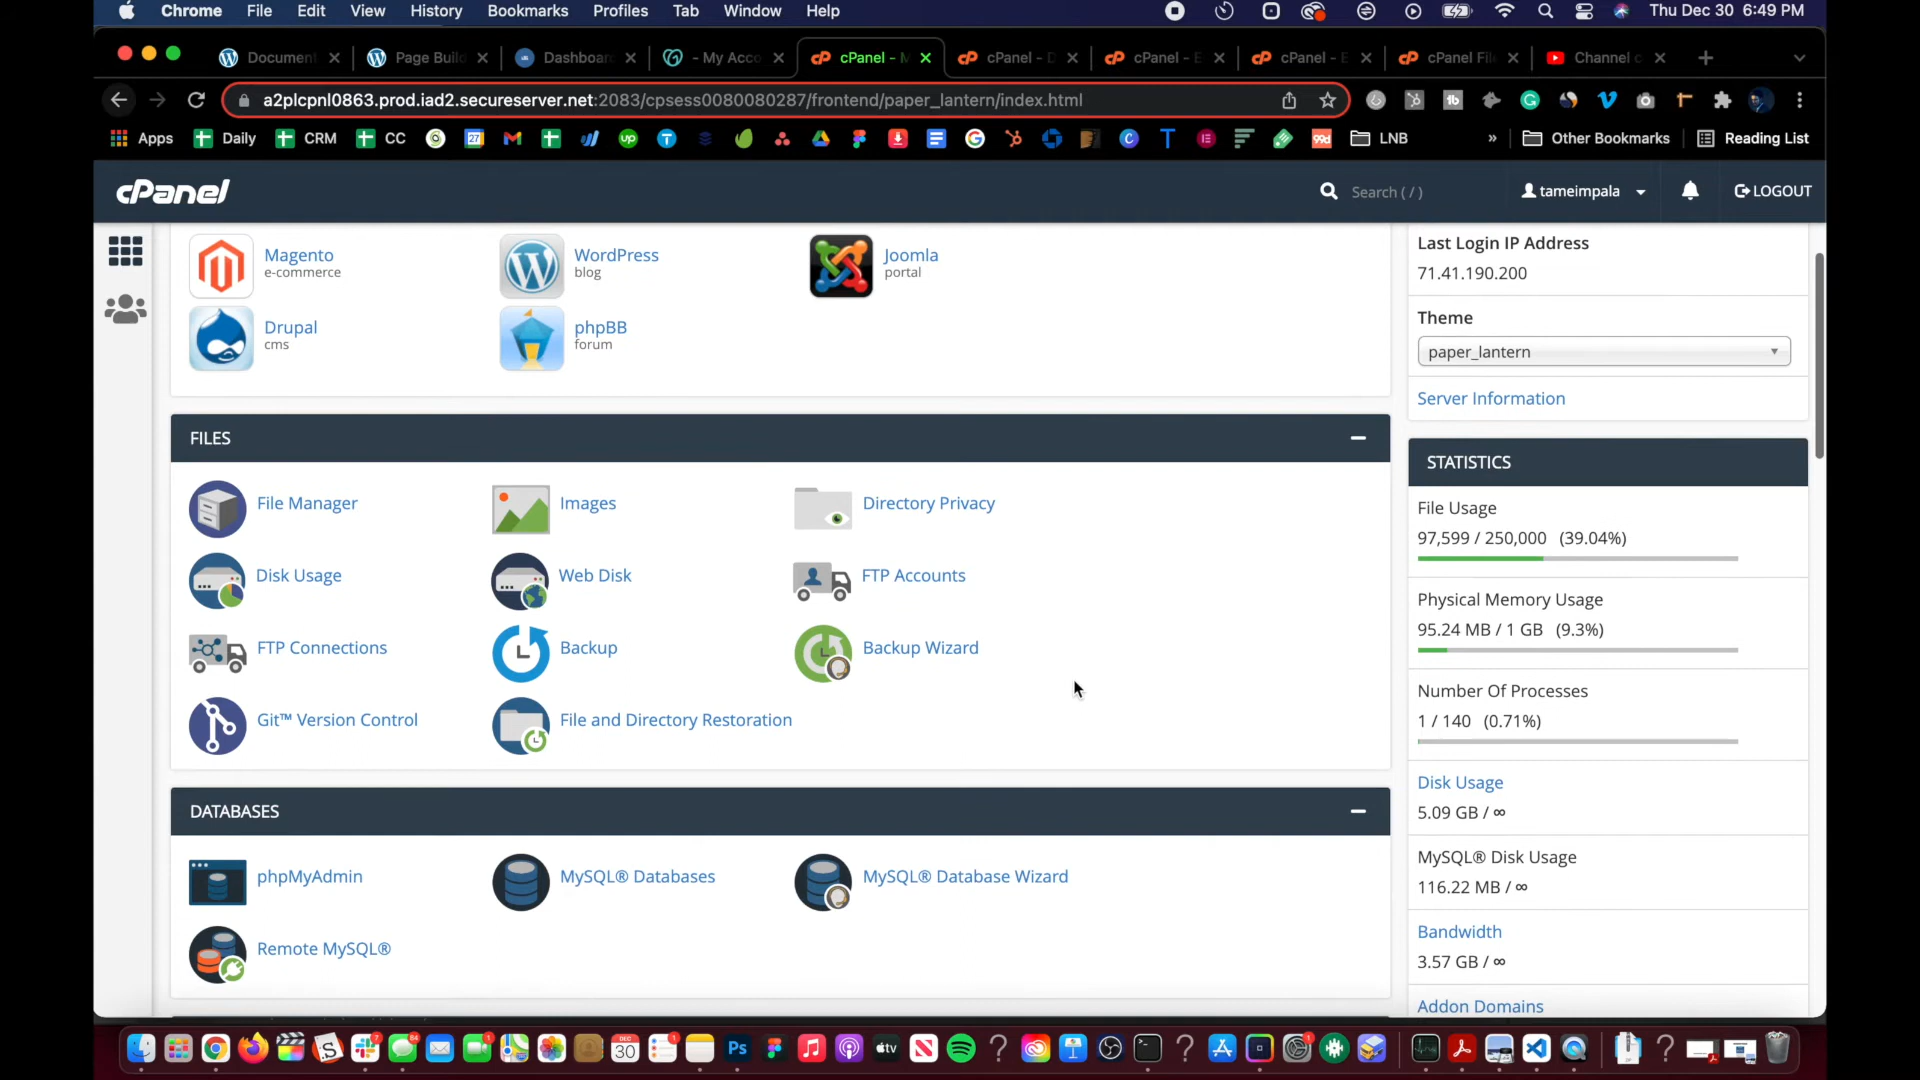 Chrome File Edit View History Bookmarks Profiles Tab Window Help Thu Dec 30 6:49 PM
Document Page Build Dashboar - My Acco cPanel - M cPanel - D cPanel - E cPanel - E cPanel File Channel c
a2plcpnl0863.prod.iad2.secureserver.net:2083/cpsess0080080287/frontend/paper_lantern/index.html
Apps Daily CRM CC LNB » Other Bookmarks Reading List
cPanel Search ( / ) tameimpala LOGOUT
Magento
e-commerce
WordPress
blog
Joomla
portal
Drupal
cms
phpBB
forum
FILES
File Manager Images Directory Privacy
Disk Usage Web Disk FTP Accounts
FTP Connections Backup Backup Wizard
Git™ Version Control File and Directory Restoration
DATABASES
phpMyAdmin MySQL® Databases MySQL® Database Wizard
Remote MySQL®
Last Login IP Address
71.41.190.200
Theme
paper_lantern
Server Information
STATISTICS
File Usage
97,599 / 250,000 (39.04%)
Physical Memory Usage
95.24 MB / 1 GB (9.3%)
Number Of Processes
1 / 140 (0.71%)
Disk Usage
5.09 GB / ∞
MySQL® Disk Usage
116.22 MB / ∞
Bandwidth
3.57 GB / ∞
Addon Domains